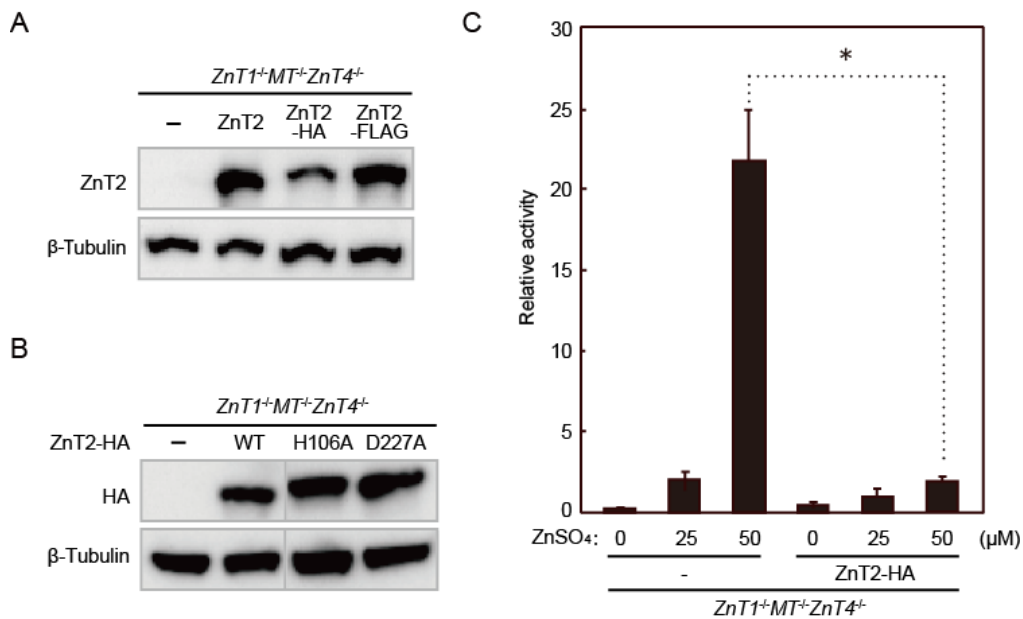 A
ZnT1⁻/⁻MT⁻/⁻ZnT4⁻/⁻
– ZnT2 ZnT2-HA ZnT2-FLAG
ZnT2
β-Tubulin
B
ZnT1⁻/⁻MT⁻/⁻ZnT4⁻/⁻
ZnT2-HA – WT H106A D227A
HA
β-Tubulin
C
Relative activity
30
25
20
15
10
5
0
*
ZnSO₄: 0 25 50 0 25 50 (μM)
- ZnT2-HA
ZnT1⁻/⁻MT⁻/⁻ZnT4⁻/⁻